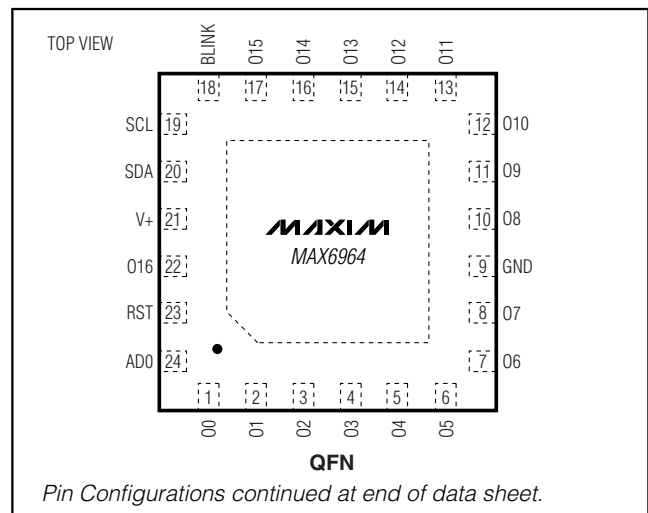 TOP VIEW
BLINK O15 O14 O13 O12 O11
18 17 16 15 14 13
SCL 19 12 O10
SDA 20 11 O9
V+ 21 10 O8
MAXIM
MAX6964
O16 22 9 GND
RST 23 8 O7
AD0 24 7 O6
1 2 3 4 5 6
O0 O1 O2 O3 O4 O5
QFN
Pin Configurations continued at end of data sheet.